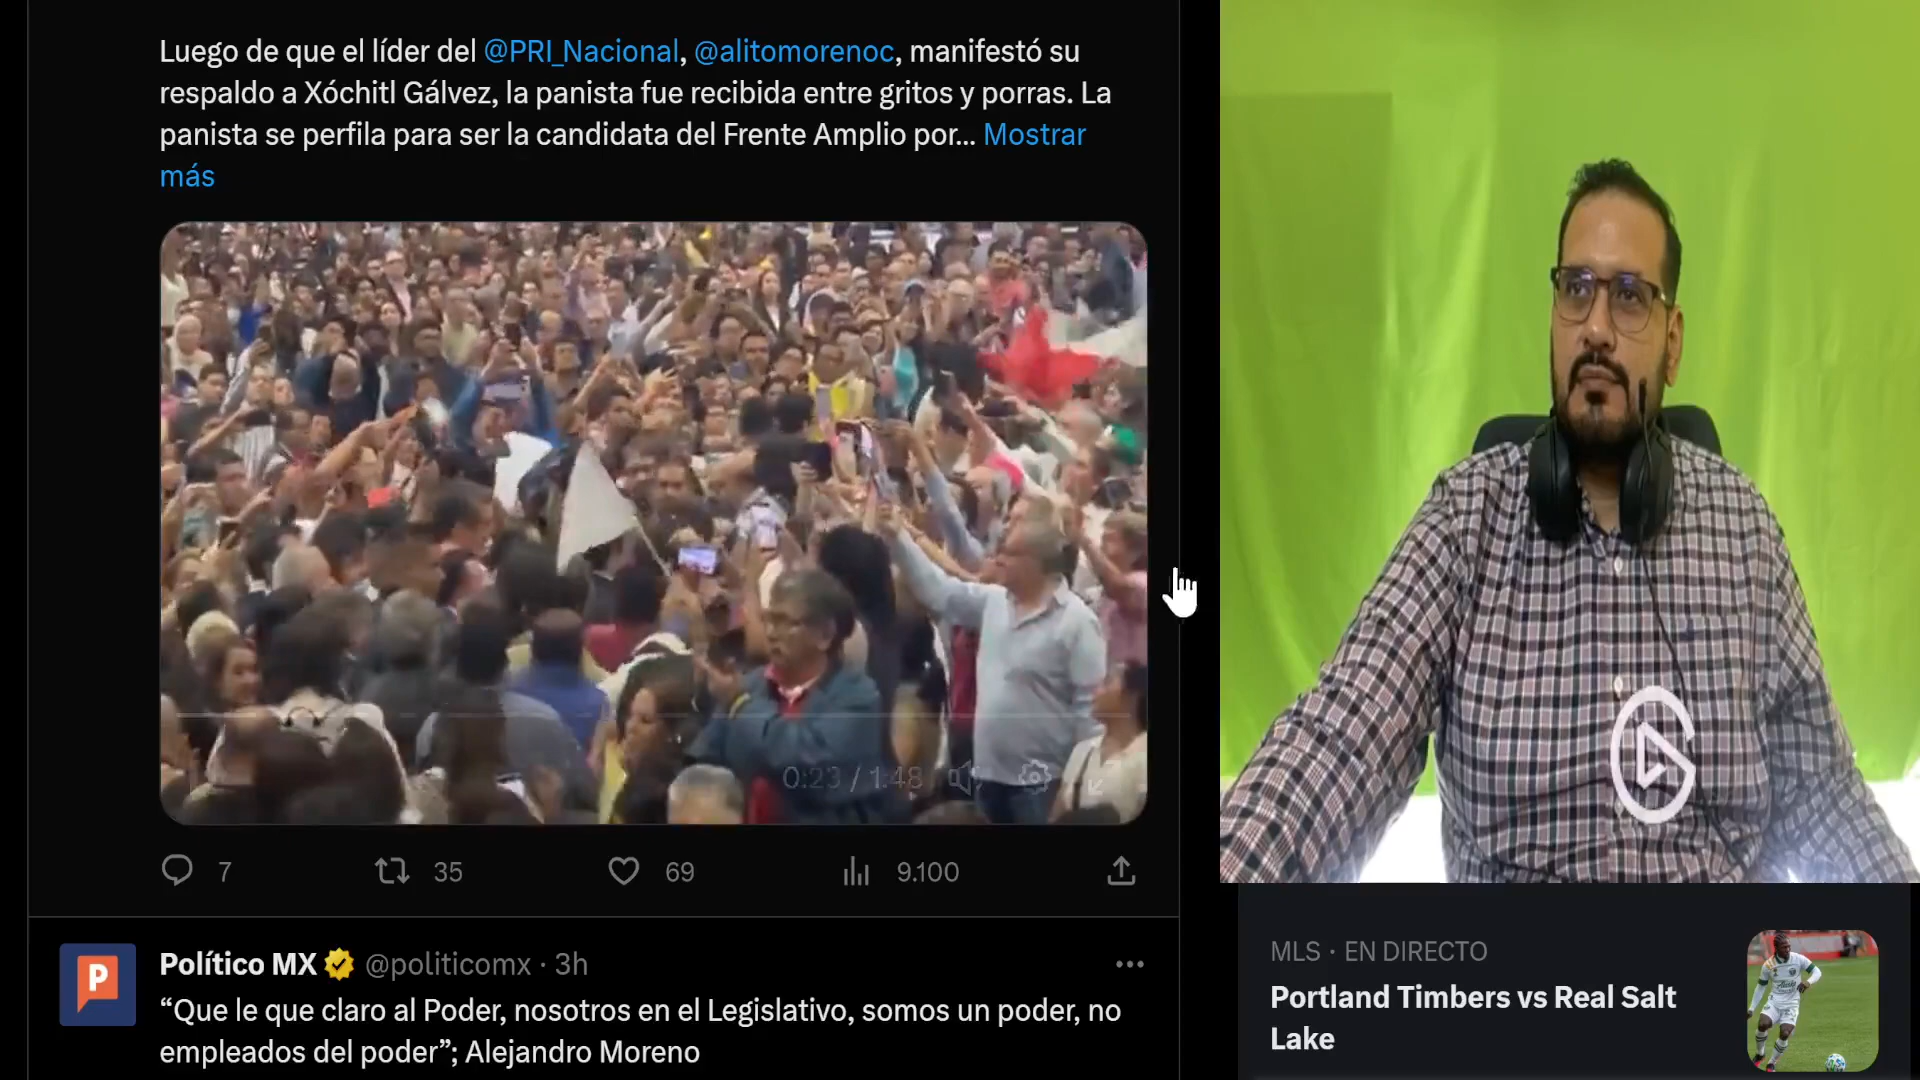 Luego de que el líder del @PRI_Nacional, @alitomorenoc, manifestó su
respaldo a Xóchitl Gálvez, la panista fue recibida entre gritos y porras. La
panista se perfila para ser la candidata del Frente Amplio por... Mostrar
más
0:23 / 1:48
7 35 69 9.100
Político MX @politicomx · 3h
“Que le que claro al Poder, nosotros en el Legislativo, somos un poder, no
empleados del poder”; Alejandro Moreno
MLS · EN DIRECTO
Portland Timbers vs Real Salt
Lake